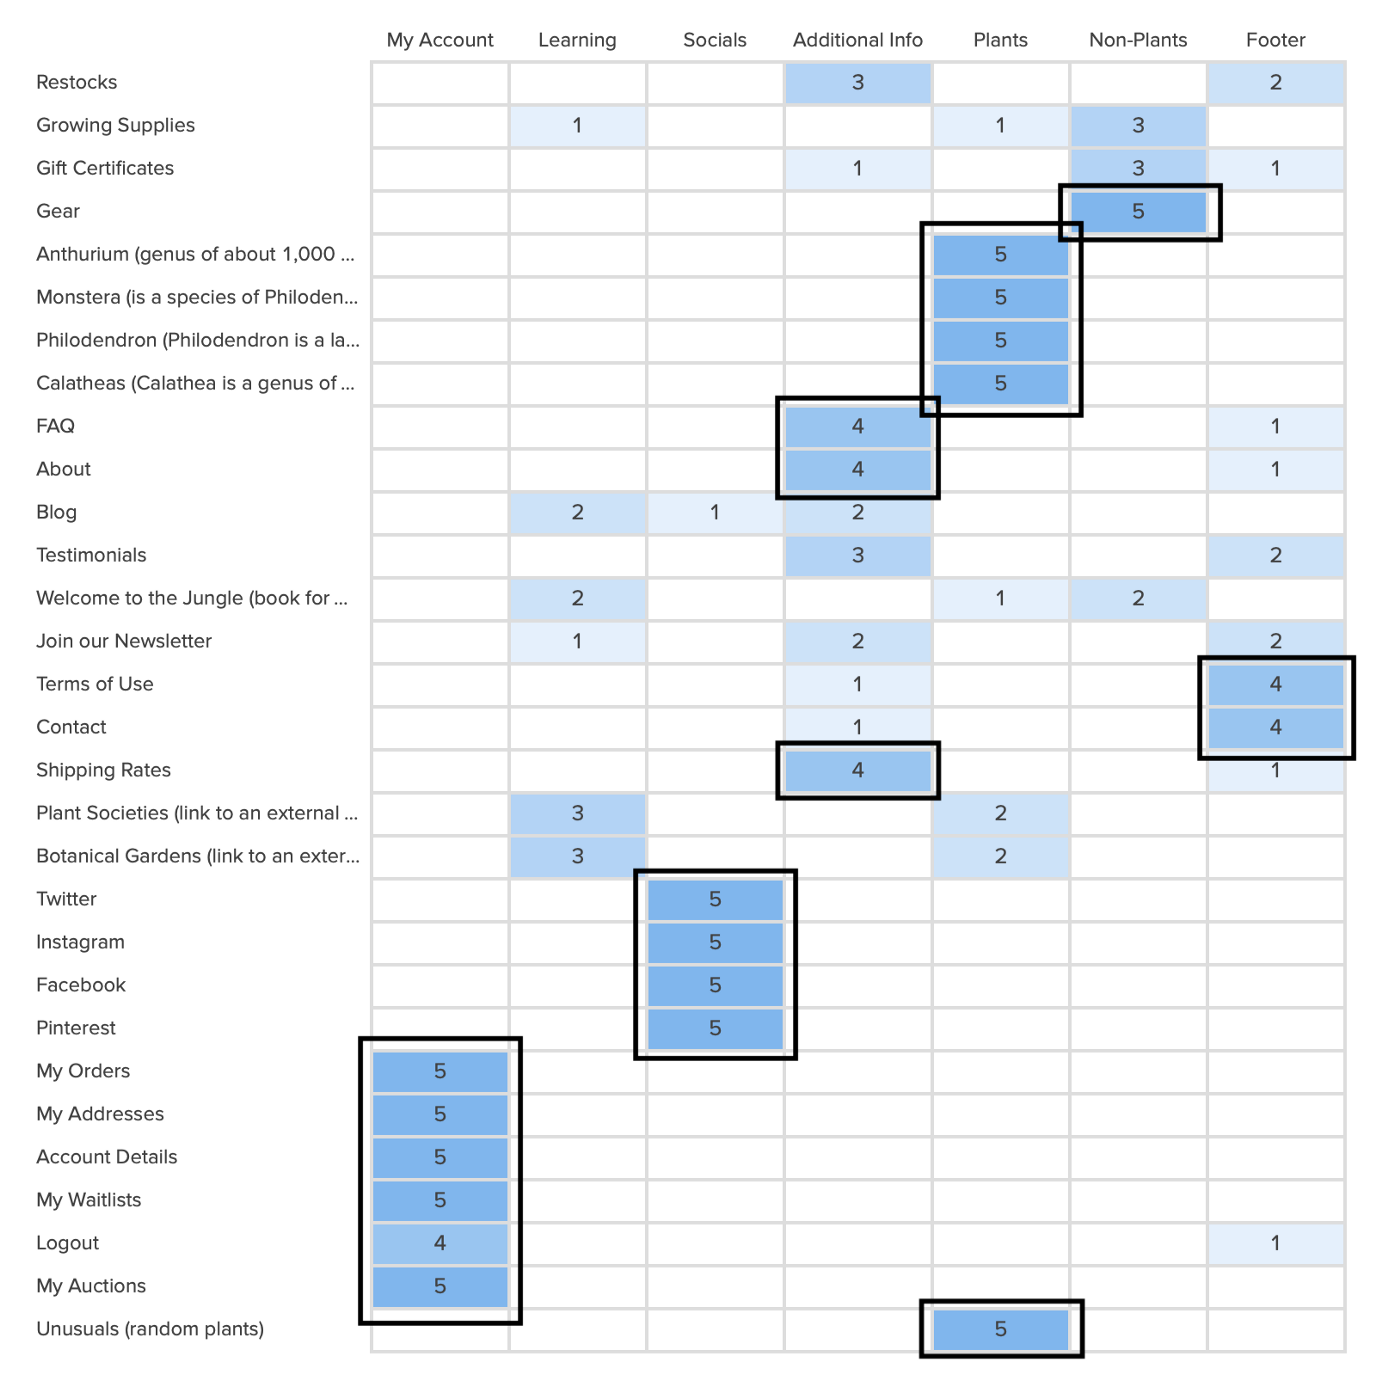 My Account Learning Socials Additional Info Plants Non-Plants Footer
Restocks 3 2
Growing Supplies 1 1 3
Gift Certificates 1 3 1
Gear 5
Anthurium (genus of about 1,000 ... 5
Monstera (is a species of Philoden... 5
Philodendron (Philodendron is a la... 5
Calatheas (Calathea is a genus of ... 5
FAQ 4 1
About 4 1
Blog 2 1 2
Testimonials 3 2
Welcome to the Jungle (book for ... 2 1 2
Join our Newsletter 1 2 2
Terms of Use 1 4
Contact 1 4
Shipping Rates 4 1
Plant Societies (link to an external ... 3 2
Botanical Gardens (link to an exter... 3 2
Twitter 5
Instagram 5
Facebook 5
Pinterest 5
My Orders 5
My Addresses 5
Account Details 5
My Waitlists 5
Logout 4 1
My Auctions 5
Unusuals (random plants) 5